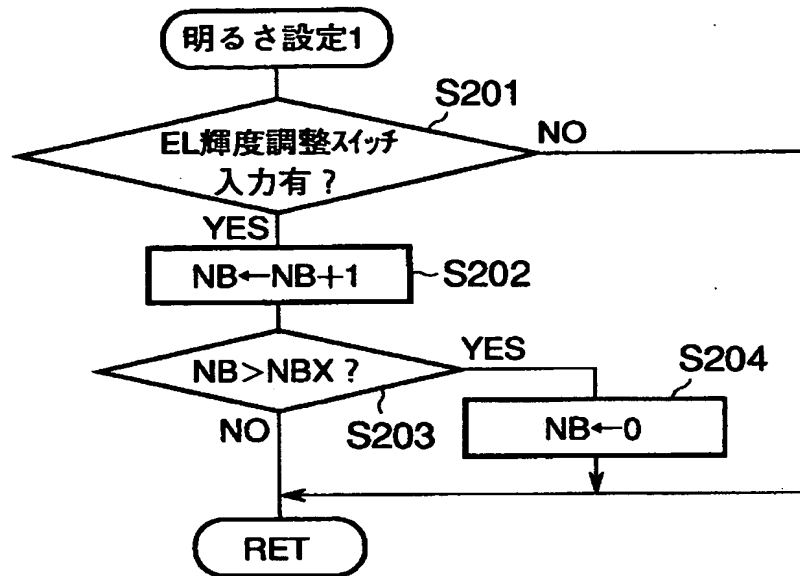 明るさ設定1
S201
EL輝度調整スイッチ
入力有?
NO
YES
NB←NB+1
S202
NB>NBX?
YES
S203
NO
S204
NB←0
RET